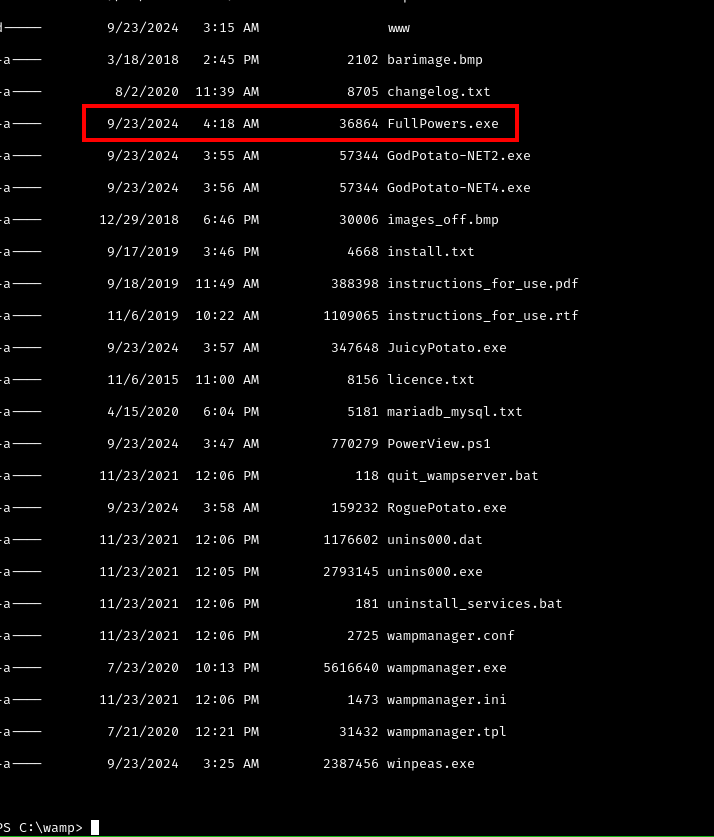 d----- 9/23/2024 3:15 AM www
-a---- 3/18/2018 2:45 PM 2102 barimage.bmp
-a---- 8/2/2020 11:39 AM 8705 changelog.txt
-a---- 9/23/2024 4:18 AM 36864 FullPowers.exe
-a---- 9/23/2024 3:55 AM 57344 GodPotato-NET2.exe
-a---- 9/23/2024 3:56 AM 57344 GodPotato-NET4.exe
-a---- 12/29/2018 6:46 PM 30006 images_off.bmp
-a---- 9/17/2019 3:46 PM 4668 install.txt
-a---- 9/18/2019 11:49 AM 388398 instructions_for_use.pdf
-a---- 11/6/2019 10:22 AM 1109065 instructions_for_use.rtf
-a---- 9/23/2024 3:57 AM 347648 JuicyPotato.exe
-a---- 11/6/2015 11:00 AM 8156 licence.txt
-a---- 4/15/2020 6:04 PM 5181 mariadb_mysql.txt
-a---- 9/23/2024 3:47 AM 770279 PowerView.ps1
-a---- 11/23/2021 12:06 PM 118 quit_wampserver.bat
-a---- 9/23/2024 3:58 AM 159232 RoguePotato.exe
-a---- 11/23/2021 12:06 PM 1176602 unins000.dat
-a---- 11/23/2021 12:05 PM 2793145 unins000.exe
-a---- 11/23/2021 12:06 PM 181 uninstall_services.bat
-a---- 11/23/2021 12:06 PM 2725 wampmanager.conf
-a---- 7/23/2020 10:13 PM 5616640 wampmanager.exe
-a---- 11/23/2021 12:06 PM 1473 wampmanager.ini
-a---- 7/21/2020 12:21 PM 31432 wampmanager.tpl
-a---- 9/23/2024 3:25 AM 2387456 winpeas.exe
PS C:\wamp>